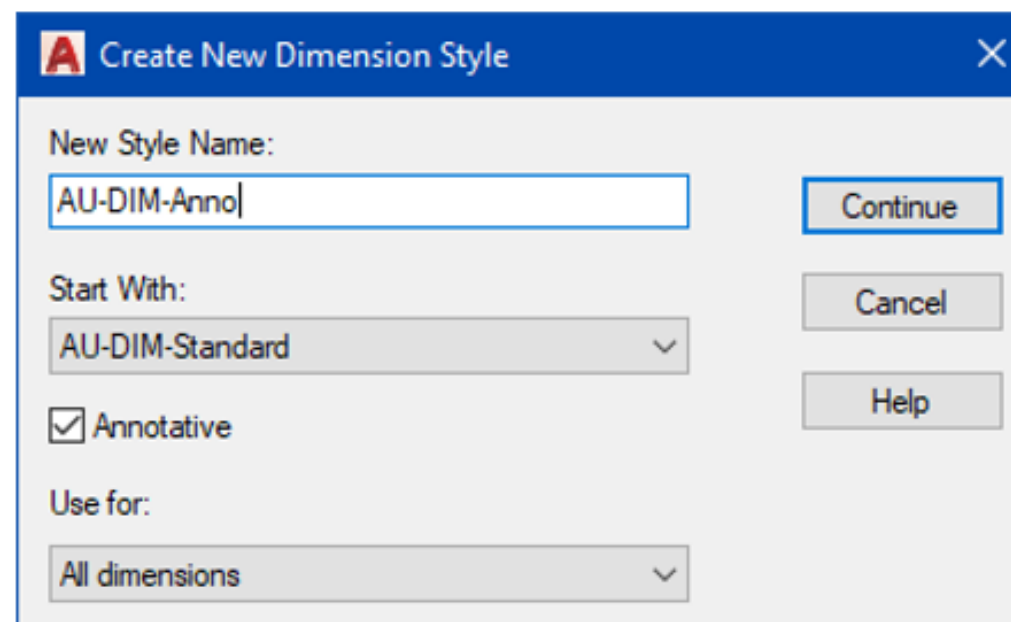 Create New Dimension Style
New Style Name:
AU-DIM-Anno
Continue
Start With:
Cancel
AU-DIM-Standard
Help
Annotative
Use for:
All dimensions